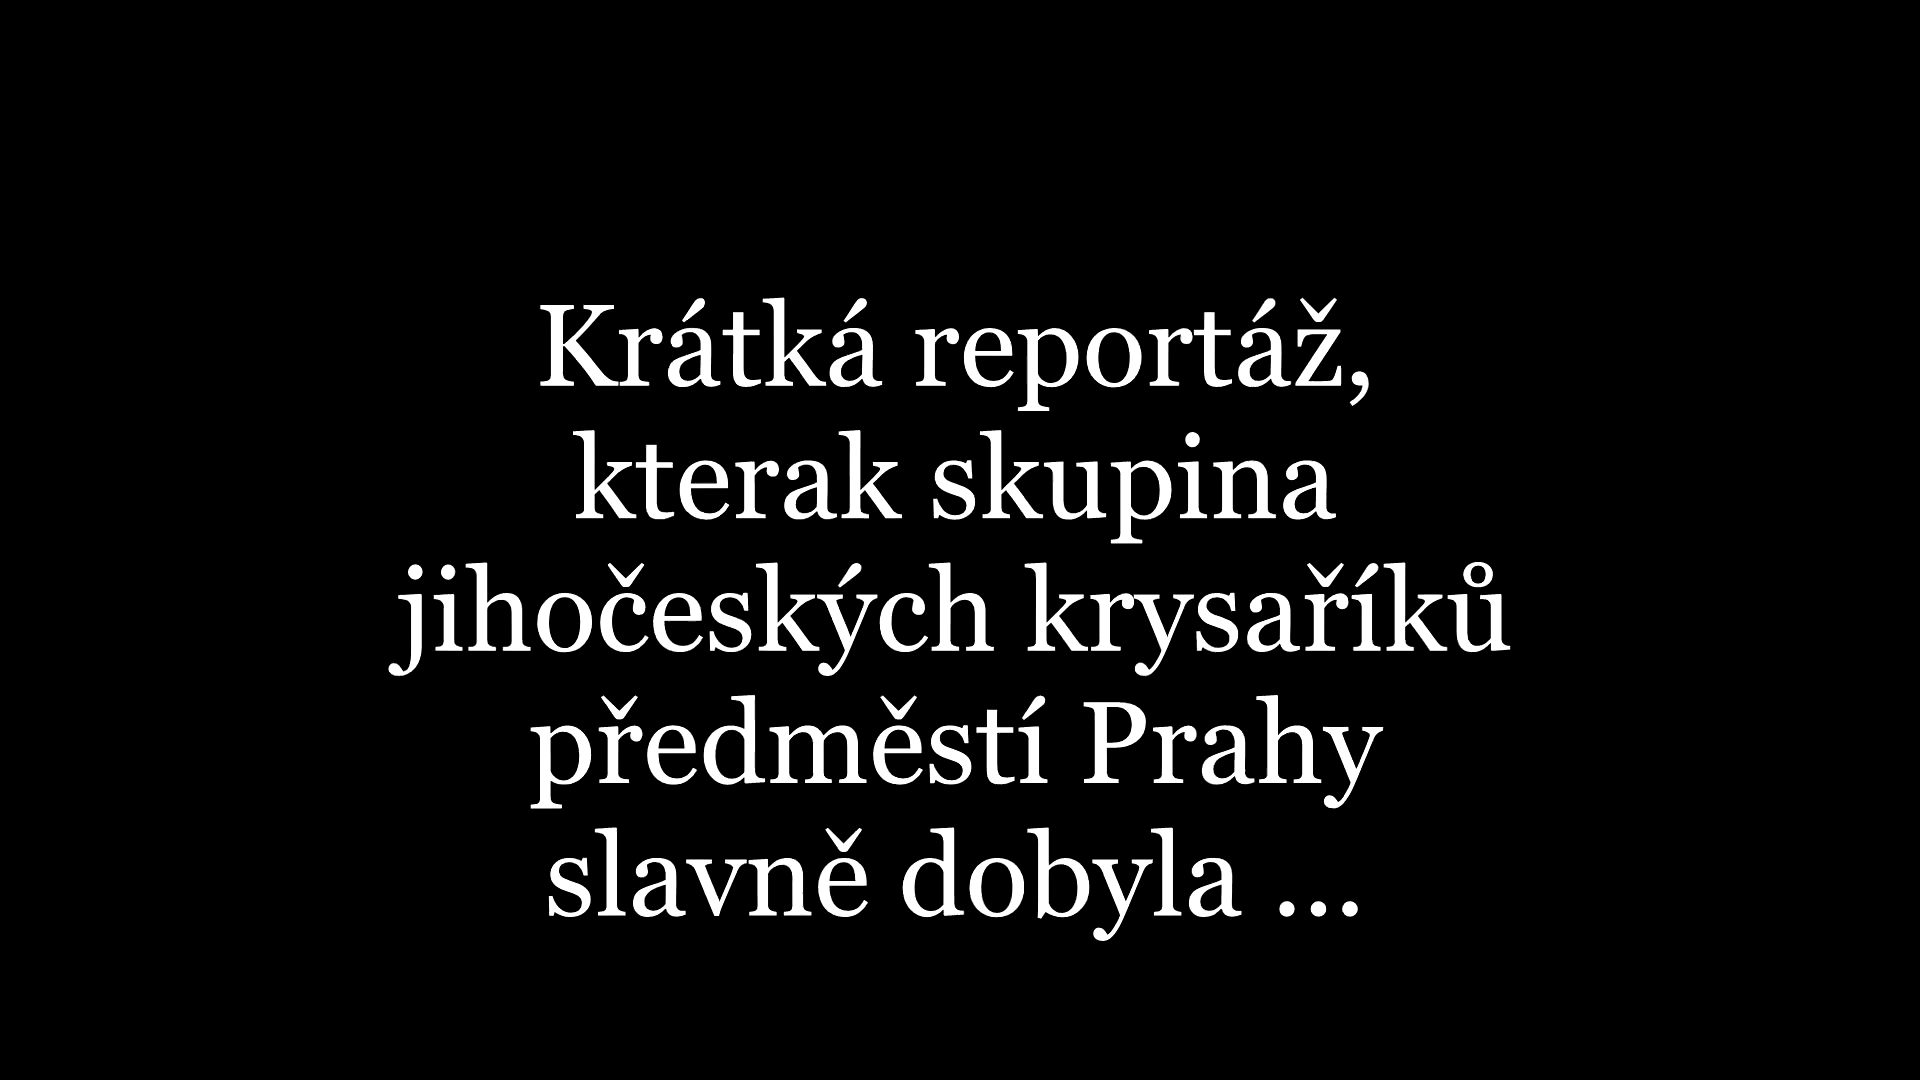 Krátká reportáž,
kterak skupina
jihočeských krysaříků
předměstí Prahy
slavně dobyla ...